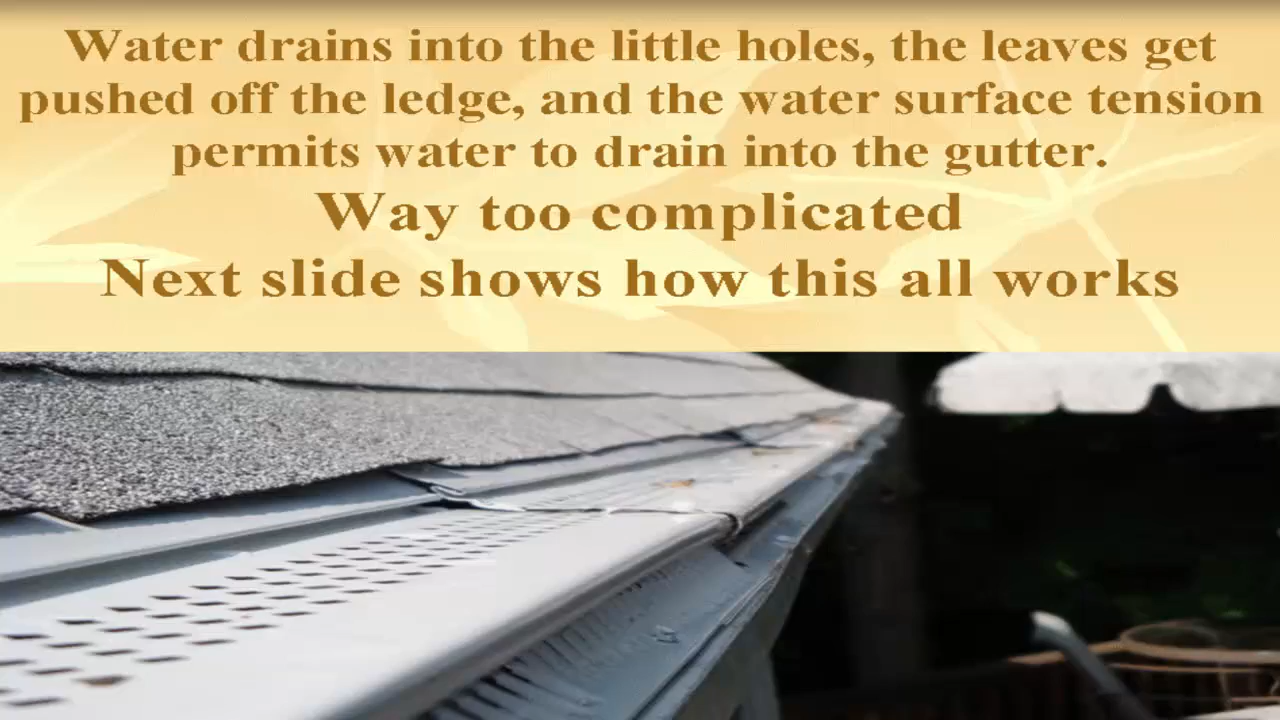 Water drains into the little holes, the leaves get
pushed off the ledge, and the water surface tension
permits water to drain into the gutter.
Way too complicated
Next slide shows how this all works